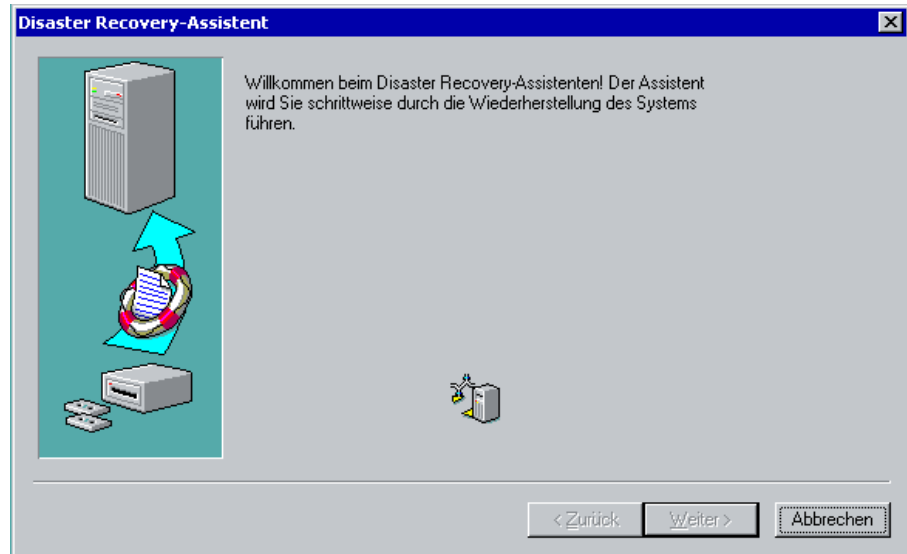 Disaster Recovery-Assistent
Willkommen beim Disaster Recovery-Assistenten! Der Assistent
wird Sie schrittweise durch die Wiederherstellung des Systems
führen.
< Zurück
Weiter >
Abbrechen